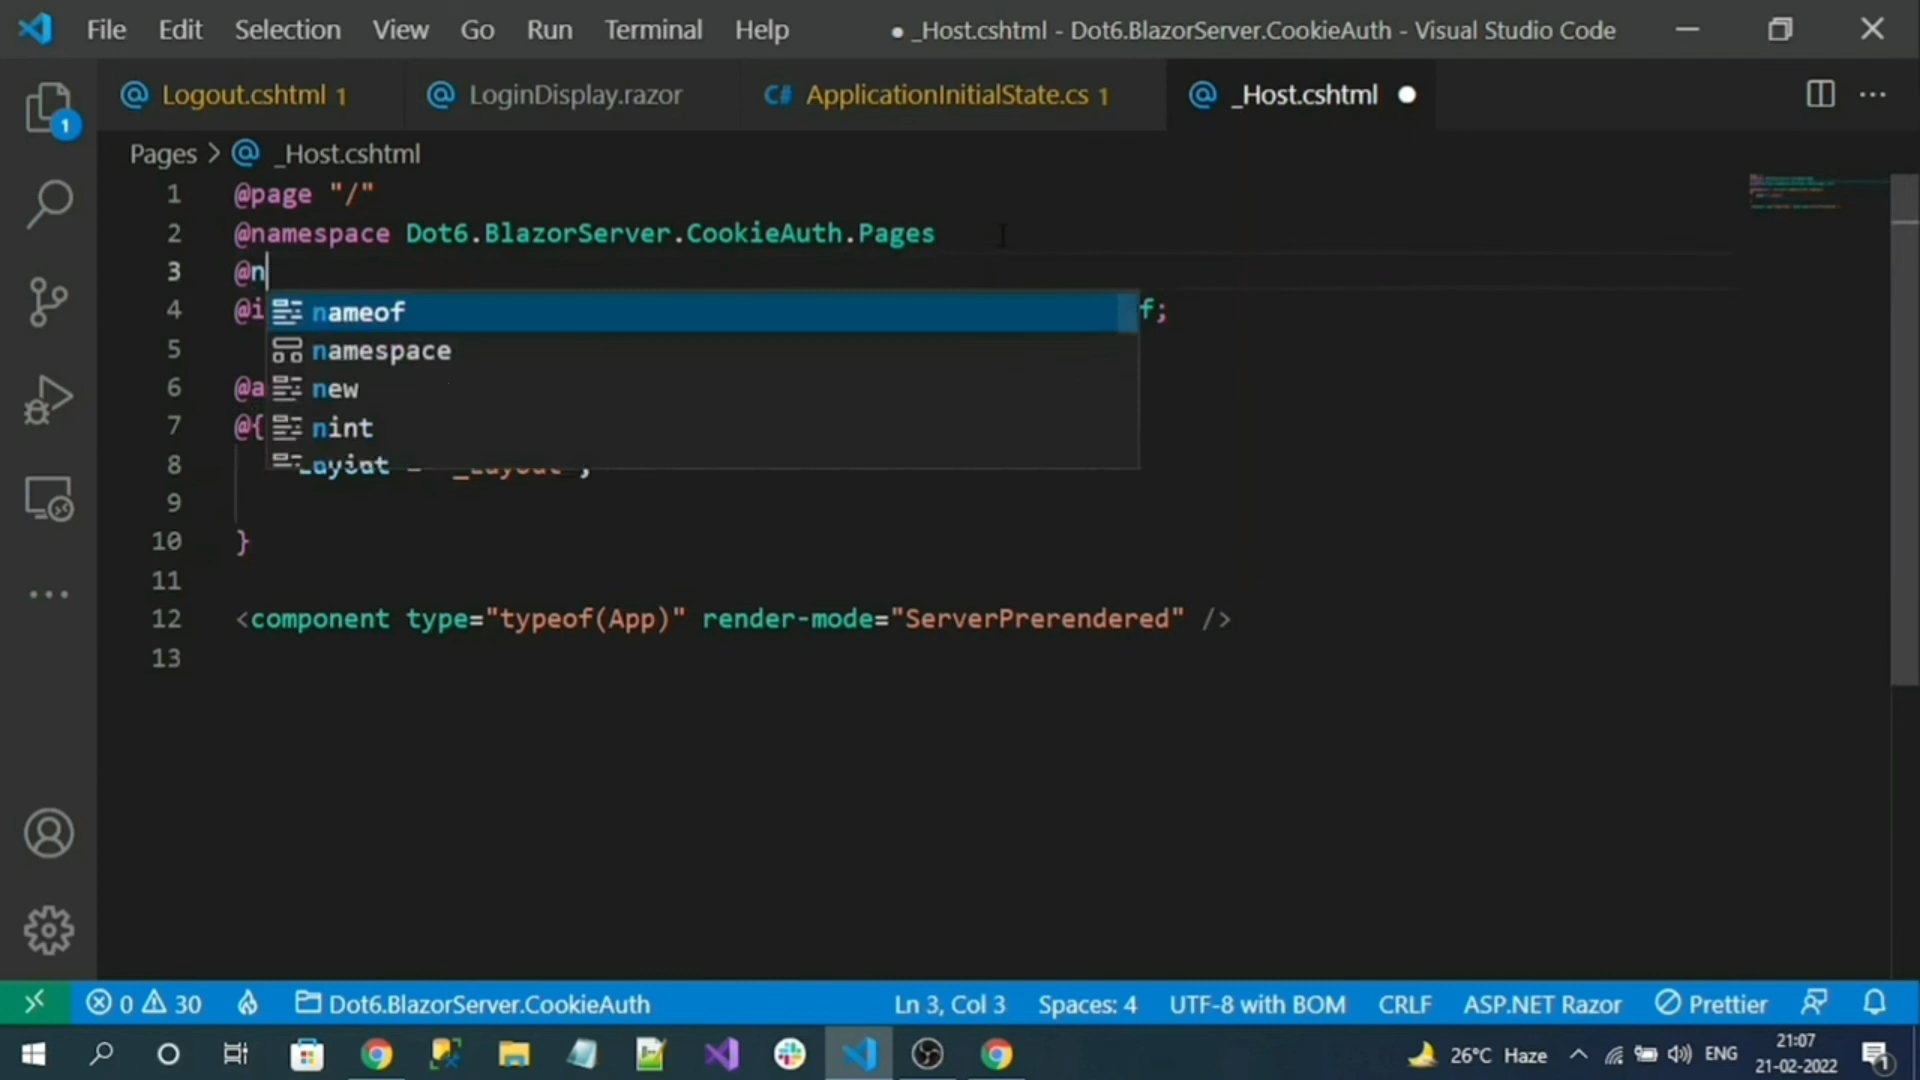 File Edit Selection View Go Run Terminal Help ● _Host.cshtml - Dot6.BlazorServer.CookieAuth - Visual Studio Code
@ Logout.cshtml 1 @ LoginDisplay.razor C# ApplicationInitialState.cs 1 @ _Host.cshtml ●
1
Pages > @ _Host.cshtml
1 @page "/"
2 @namespace Dot6.BlazorServer.CookieAuth.Pages
3 @n
4 @i f;
nameof
5
namespace
6 @a
new
7 @{
nint
8
9
10 }
11
12 <component type="typeof(App)" render-mode="ServerPrerendered" />
13
0 30 Dot6.BlazorServer.CookieAuth Ln 3, Col 3 Spaces: 4 UTF-8 with BOM CRLF ASP.NET Razor Prettier
26°C Haze ENG 21:07
21-02-2022
1